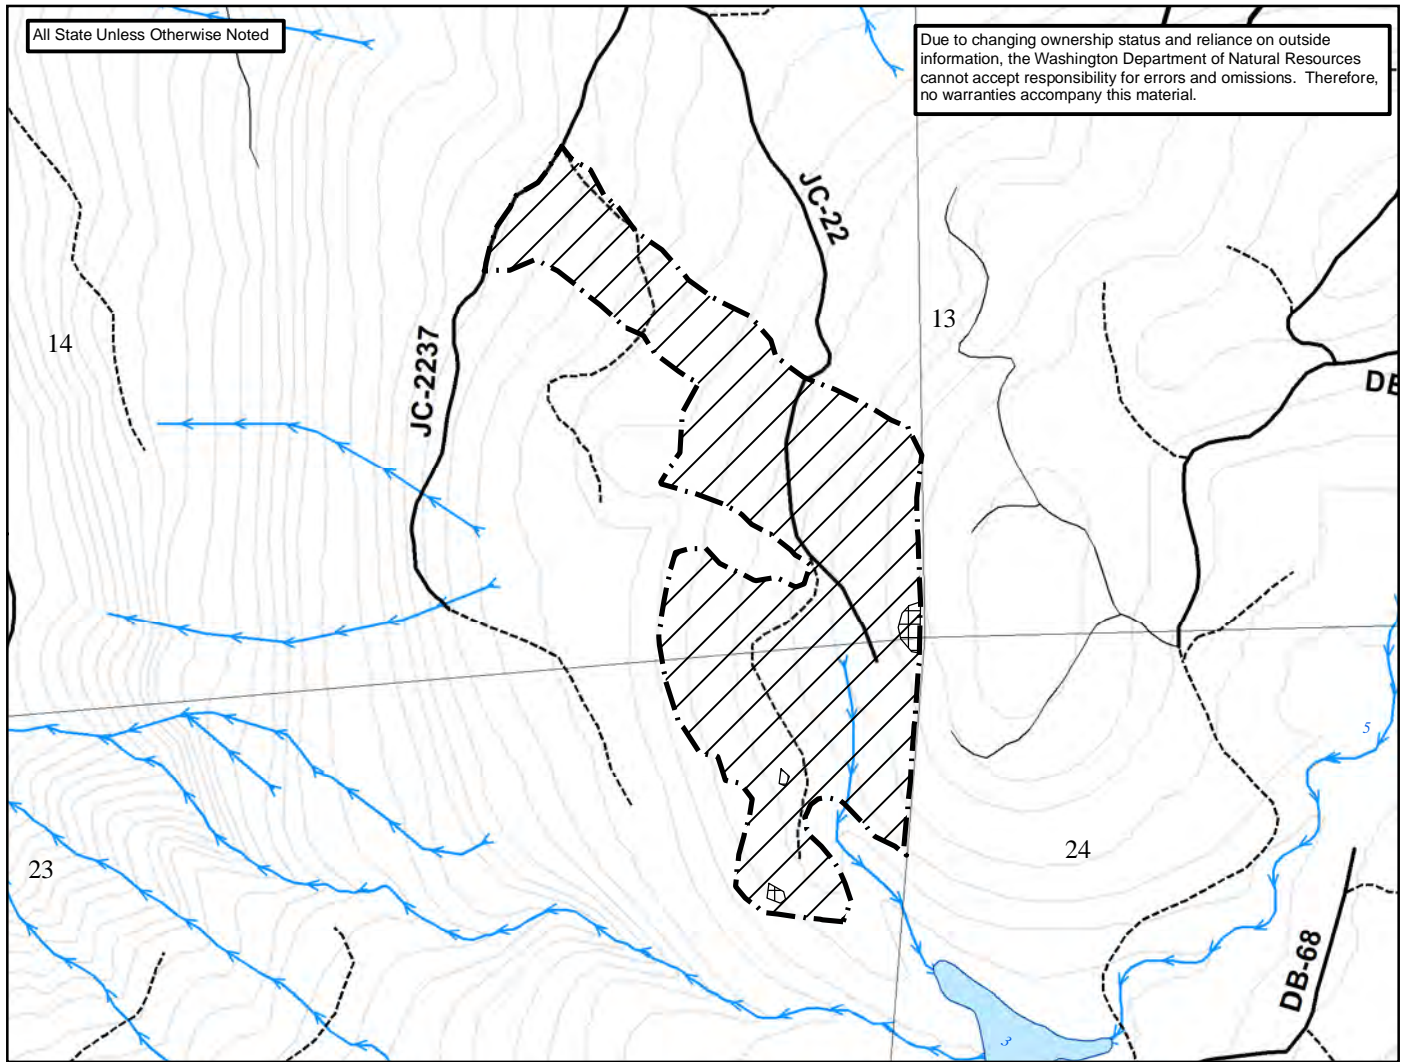 All State Unless Otherwise Noted
Due to changing ownership status and reliance on outside
information, the Washington Department of Natural Resources
cannot accept responsibility for errors and omissions.  Therefore,
no warranties accompany this material.
JC-22
13
14
JC-2237
DB
5
24
23
DB-68
3